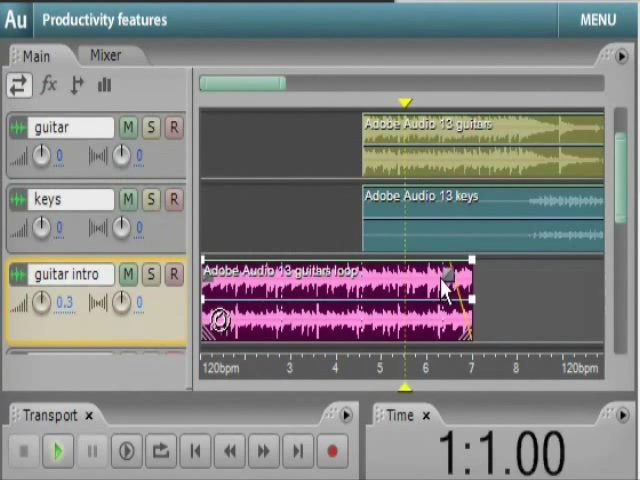 Au Productivity features MENU
Main Mixer
fx
guitar M S R
0 0
Adobe Audio 13 guitars
keys M S R
0 0
Adobe Audio 13 keys
guitar intro M S R
0.3 0
Adobe Audio 13 guitars loop
120bpm 3 4 5 6 7 8 120bpm
Transport x Time x
1:1.00